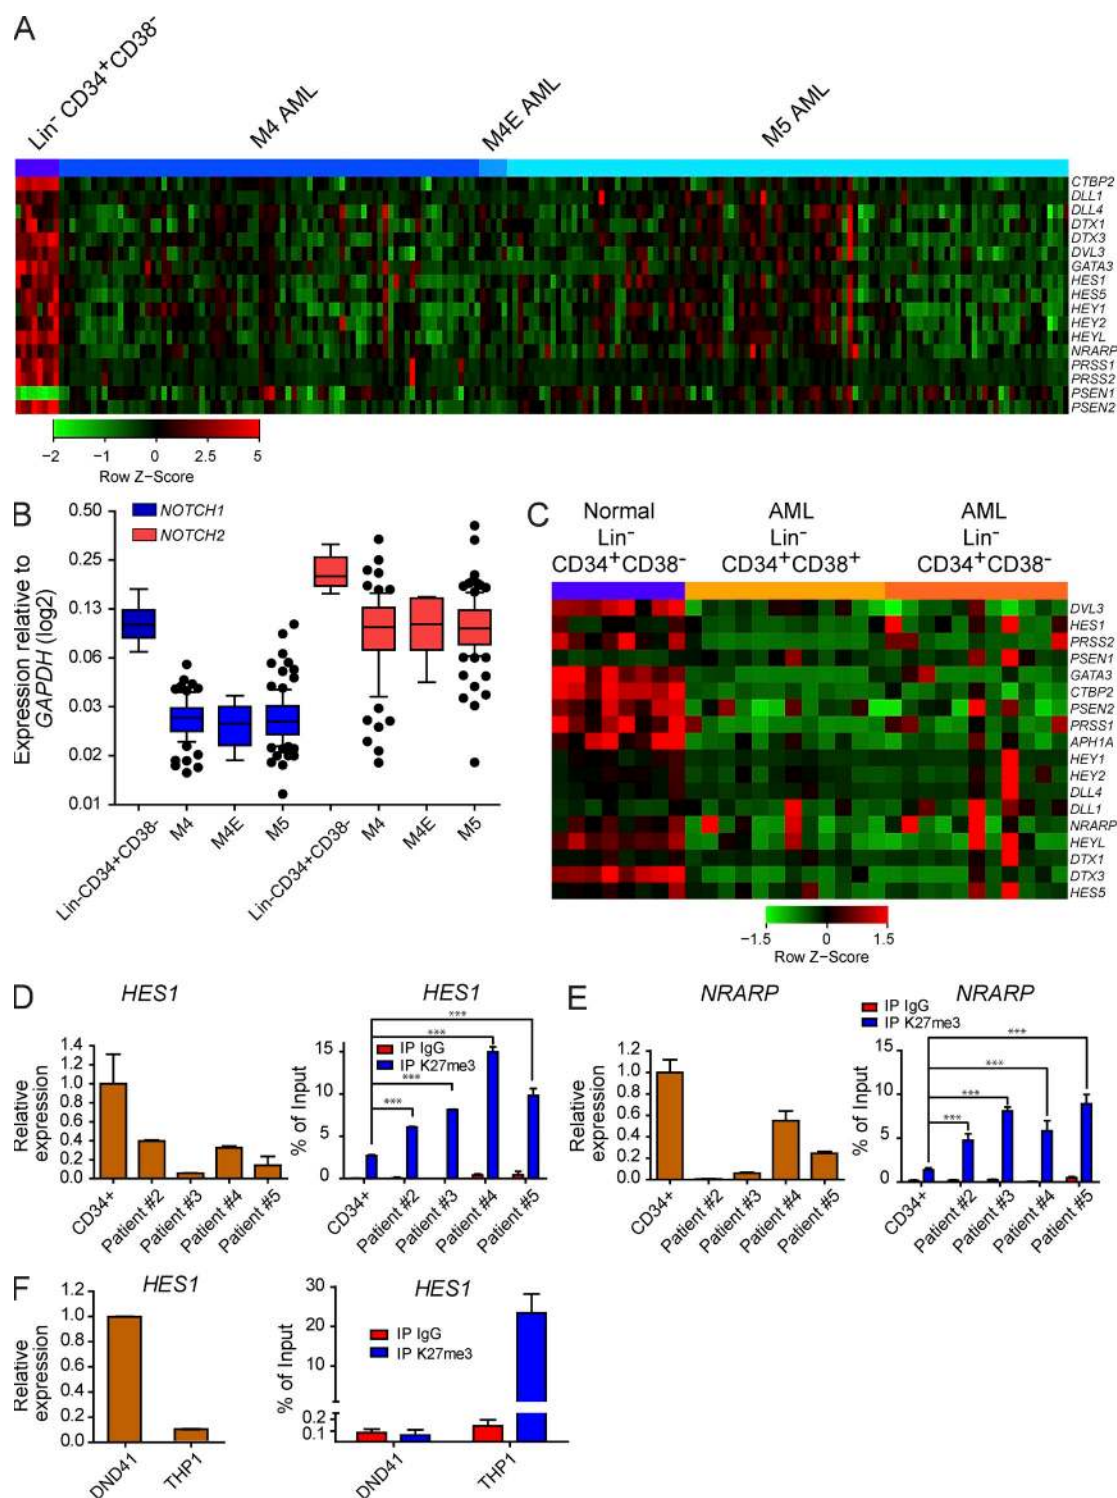 A
Lin- CD34+CD38-
M4 AML
M4E AML
M5 AML
CTBP2
DLL1
DLL4
DTX1
DTX3
DVL3
GATA3
HES1
HES5
HEY1
HEY2
HEYL
NRARP
PRSS1
PRSS2
PSEN1
PSEN2
−2 −1 0 2.5 5
Row Z−Score
B
NOTCH1
NOTCH2
Expression relative to
GAPDH (log2)
0.50
0.25
0.13
0.06
0.03
0.02
0.01
Lin-CD34+CD38-
M4
M4E
M5
Lin-CD34+CD38-
M4
M4E
M5
C
Normal
Lin-
CD34+CD38-
AML
Lin-
CD34+CD38+
AML
Lin-
CD34+CD38-
DVL3
HES1
PRSS2
PSEN1
GATA3
CTBP2
PSEN2
PRSS1
APH1A
HEY1
HEY2
DLL4
DLL1
NRARP
HEYL
DTX1
DTX3
HES5
−1.5 0 1.5
Row Z−Score
D
HES1
Relative
expression
1.4
1.2
1.0
0.8
0.6
0.4
0.2
0.0
CD34+
Patient #2
Patient #3
Patient #4
Patient #5
HES1
IP IgG
IP K27me3
% of Input
15
10
5
0
***
***
***
***
CD34+
Patient #2
Patient #3
Patient #4
Patient #5
E
NRARP
Relative
expression
1.2
1.0
0.8
0.6
0.4
0.2
0.0
CD34+
Patient #2
Patient #3
Patient #4
Patient #5
NRARP
IP IgG
IP K27me3
% of Input
15
10
5
0
***
***
***
***
CD34+
Patient #2
Patient #3
Patient #4
Patient #5
F
HES1
Relative
expression
1.2
1.0
0.8
0.6
0.4
0.2
0.0
DND41
THP1
HES1
IP IgG
IP K27me3
% of Input
30
20
10
0.2
0.1
DND41
THP1